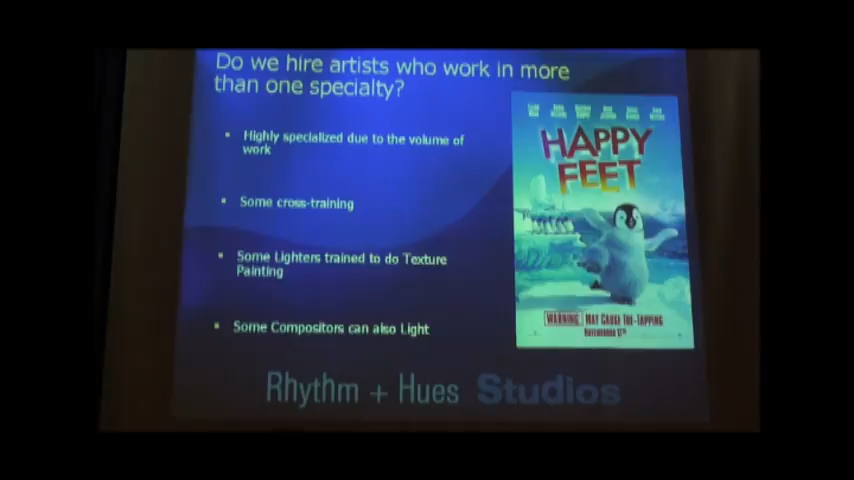 Do we hire artists who work in more
than one specialty?
▪ Highly specialized due to the volume of
work
▪ Some cross-training
▪ Some Lighters trained to do Texture
Painting
▪ Some Compositors can also Light
HAPPY
FEET
WARNING MAY CAUSE TOE-TAPPING
NOVEMBER 17TH
Rhythm + Hues Studios